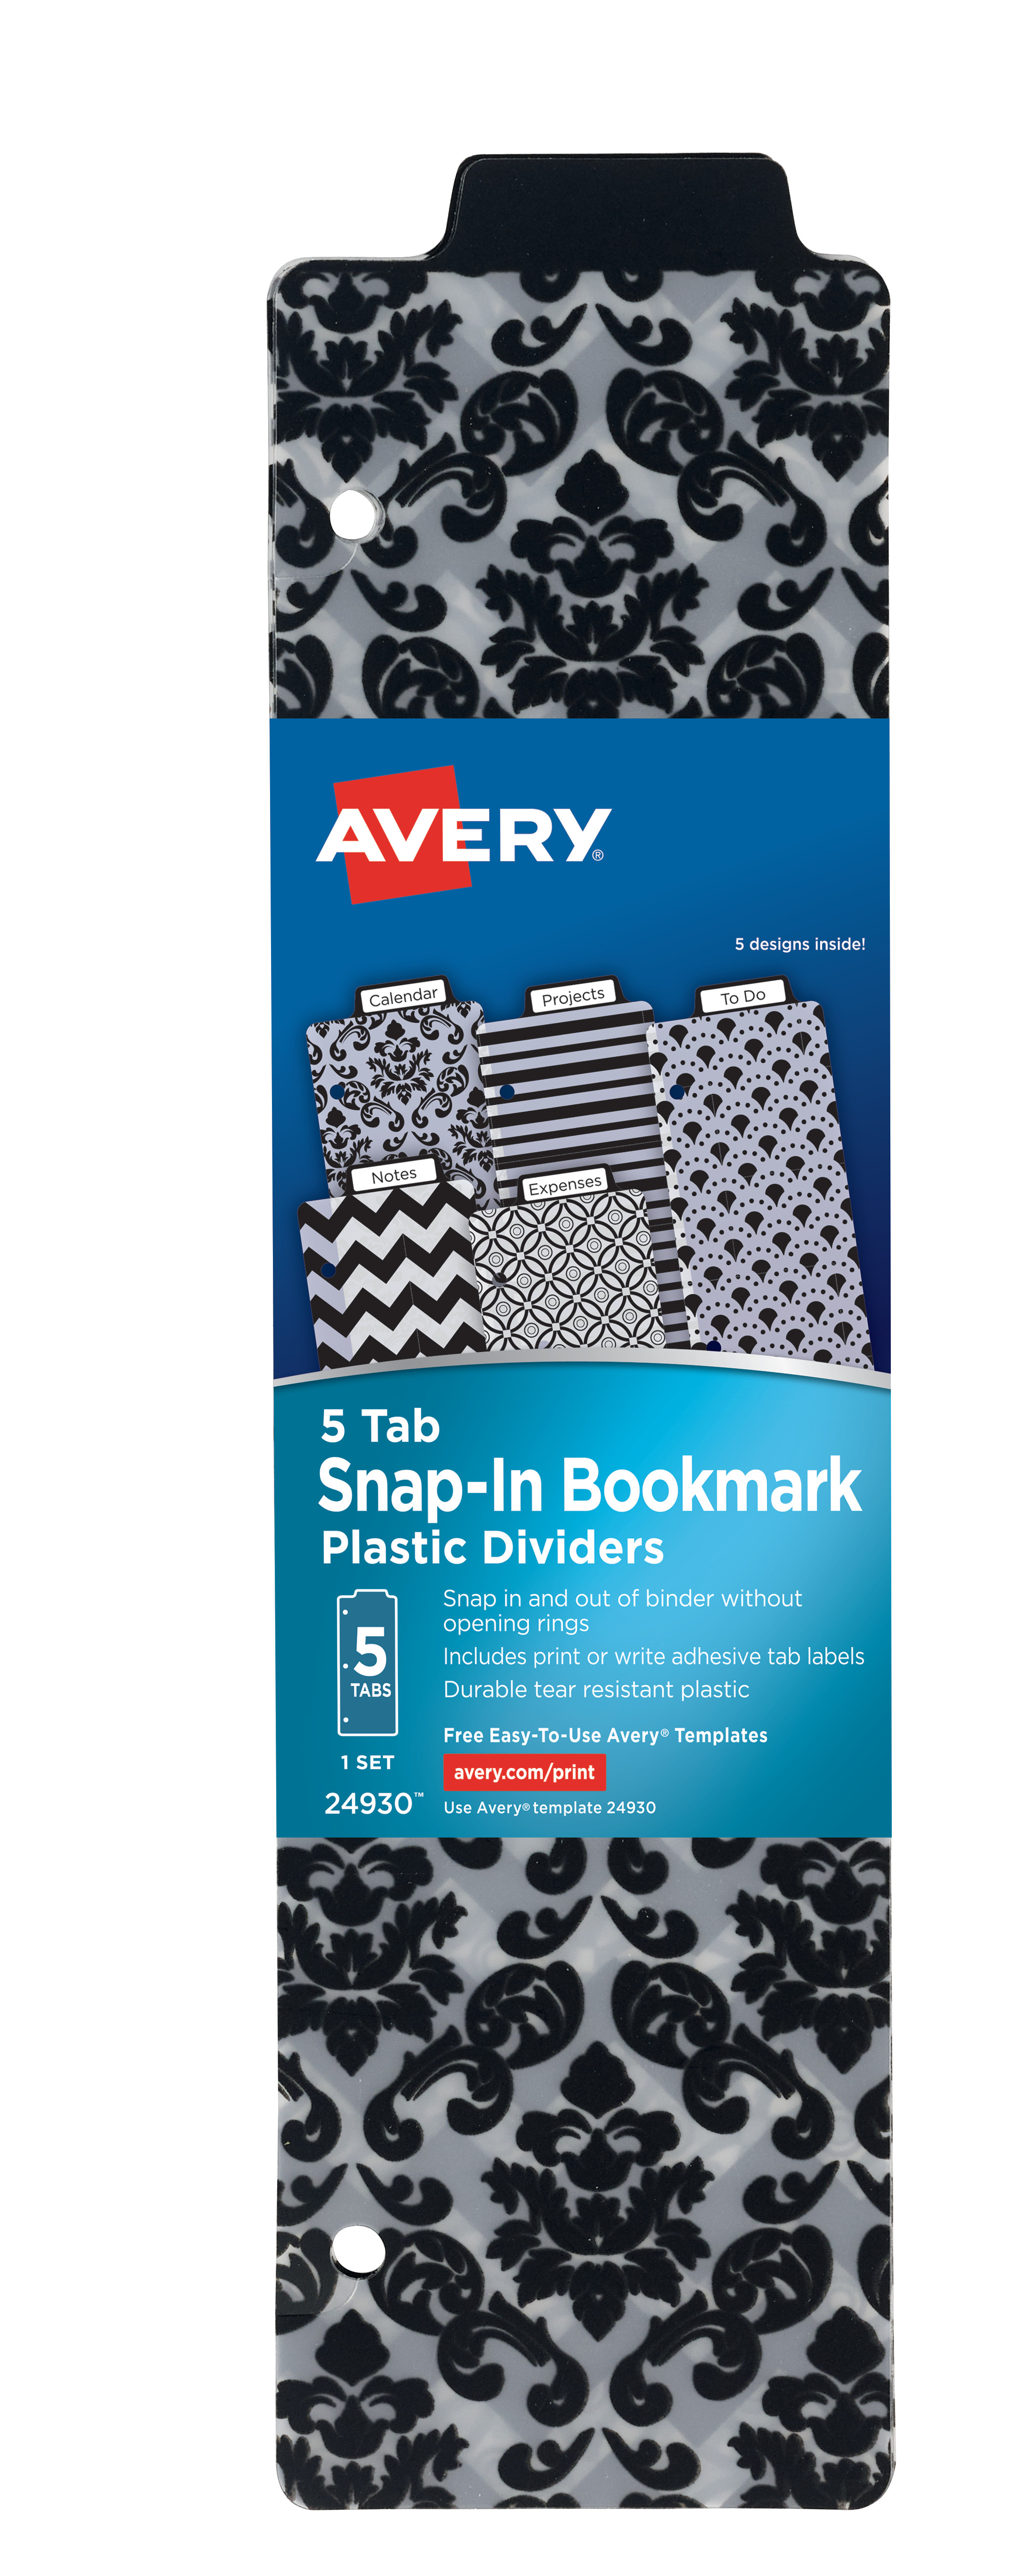 AVERY®
5 designs inside!
Calendar
Projects
To Do
Notes
Expenses
5 Tab
Snap-In Bookmark
Plastic Dividers
5
TABS
1 SET
24930™
Snap in and out of binder without
opening rings
Includes print or write adhesive tab labels
Durable tear resistant plastic
Free Easy-To-Use Avery® Templates
avery.com/print
Use Avery® template 24930